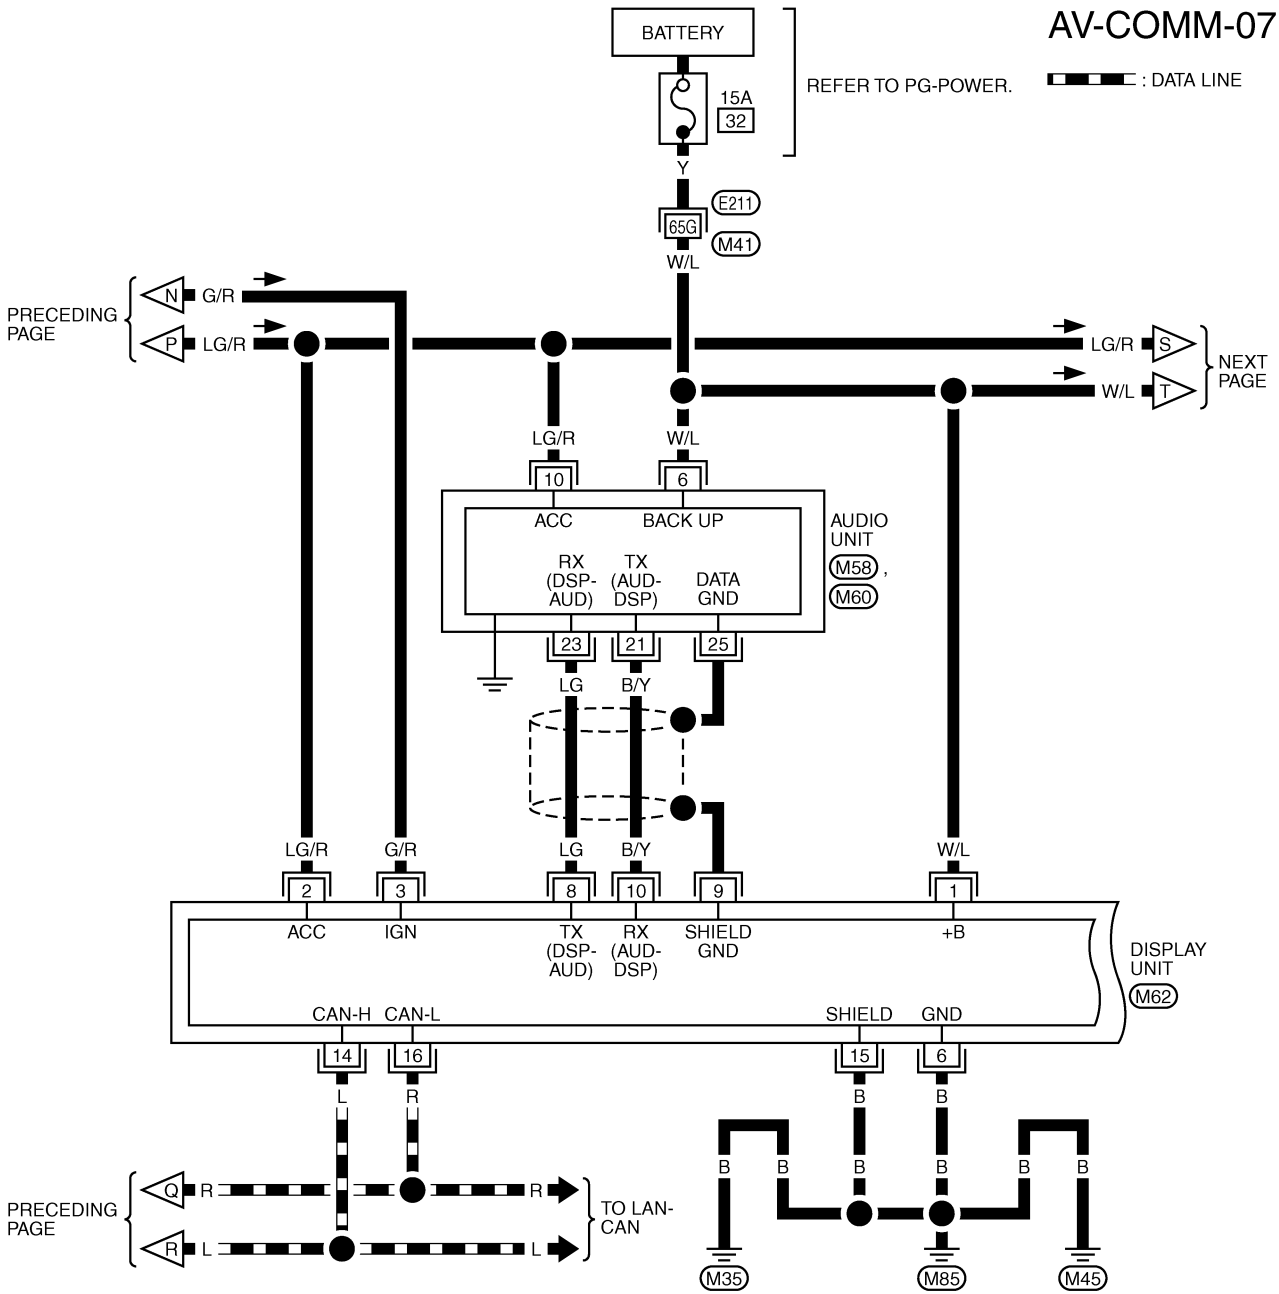 AV-COMM-07
BATTERY
: DATA LINE
REFER TO PG-POWER.
15A
32
Y
E211
65G
M41
W/L
PRECEDING
PAGE
N G/R
P LG/R
LG/R S
W/L T
NEXT
PAGE
LG/R W/L
10 6
ACC BACK UP
AUDIO
UNIT
M58 ,
M60
RX
(DSP-
AUD)
TX
(AUD-
DSP)
DATA
GND
23 21 25
LG B/Y
LG/R G/R LG B/Y W/L
2 3 8 10 9 1
ACC IGN
TX
(DSP-
AUD)
RX
(AUD-
DSP)
SHIELD
GND
+B
DISPLAY
UNIT
M62
CAN-H CAN-L SHIELD GND
14 16 15 6
L R B B
B B B B B B
PRECEDING
PAGE
Q R R
R L L
TO LAN-
CAN
M35 M85 M45